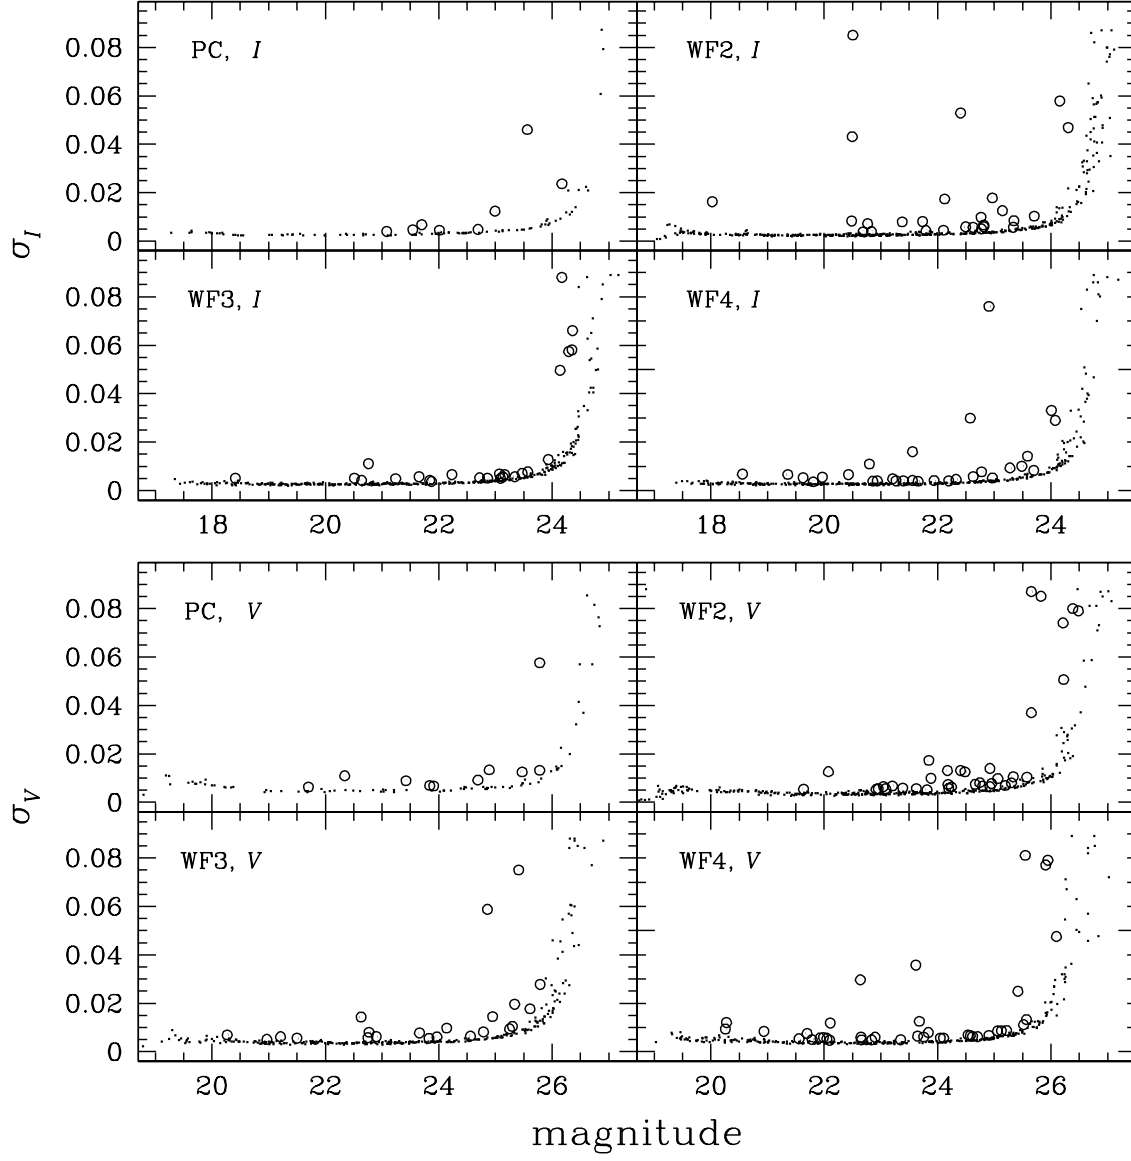 PC, I
WF2, I
0.08
0.06
0.04
0.02
0
σI
WF3, I
WF4, I
0.08
0.06
0.04
0.02
0
18 20 22 24 18 20 22 24
PC, V
WF2, V
0.08
0.06
0.04
0.02
0
σV
WF3, V
WF4, V
0.08
0.06
0.04
0.02
0
20 22 24 26 20 22 24 26
magnitude